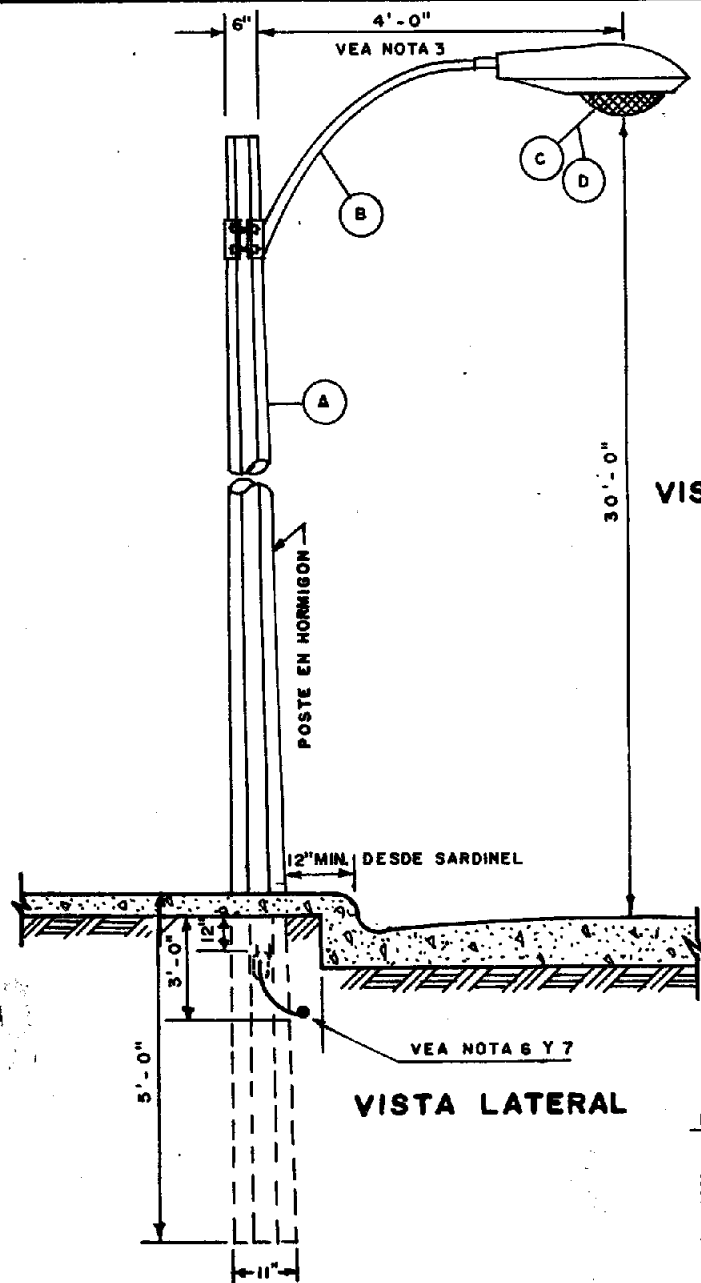 6"
4'-0"
VEA NOTA 3
C
D
B
A
30'-0"
VIS
POSTE EN HORMIGON
12"MIN. DESDE SARDINEL
12"
3'-0"
5'-0"
VEA NOTA 6 Y 7
VISTA LATERAL
11"